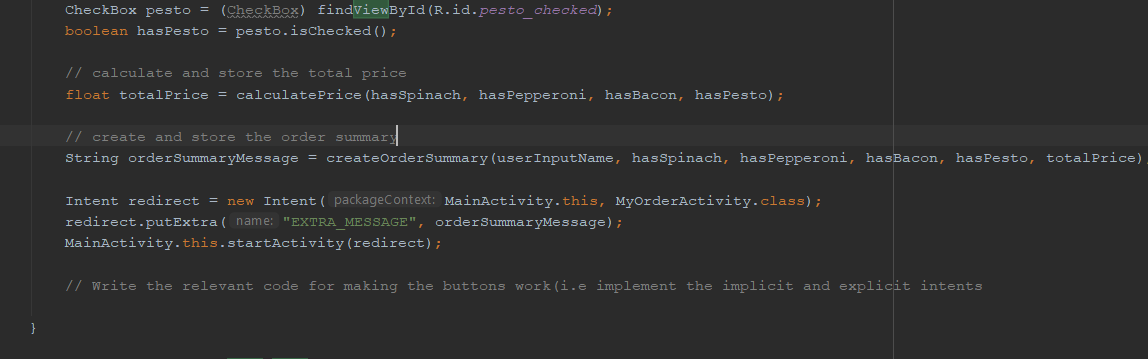 CheckBox pesto = (CheckBox) findViewById(R.id.pesto_checked);
boolean hasPesto = pesto.isChecked();
// calculate and store the total price
float totalPrice = calculatePrice(hasSpinach, hasPepperoni, hasBacon, hasPesto);
// create and store the order summary
String orderSummaryMessage = createOrderSummary(userInputName, hasSpinach, hasPepperoni, hasBacon, hasPesto, totalPrice)
Intent redirect = new Intent( packageContext: MainActivity.this, MyOrderActivity.class);
redirect.putExtra( name: "EXTRA_MESSAGE", orderSummaryMessage);
MainActivity.this.startActivity(redirect);
// Write the relevant code for making the buttons work(i.e implement the implicit and explicit intents
}